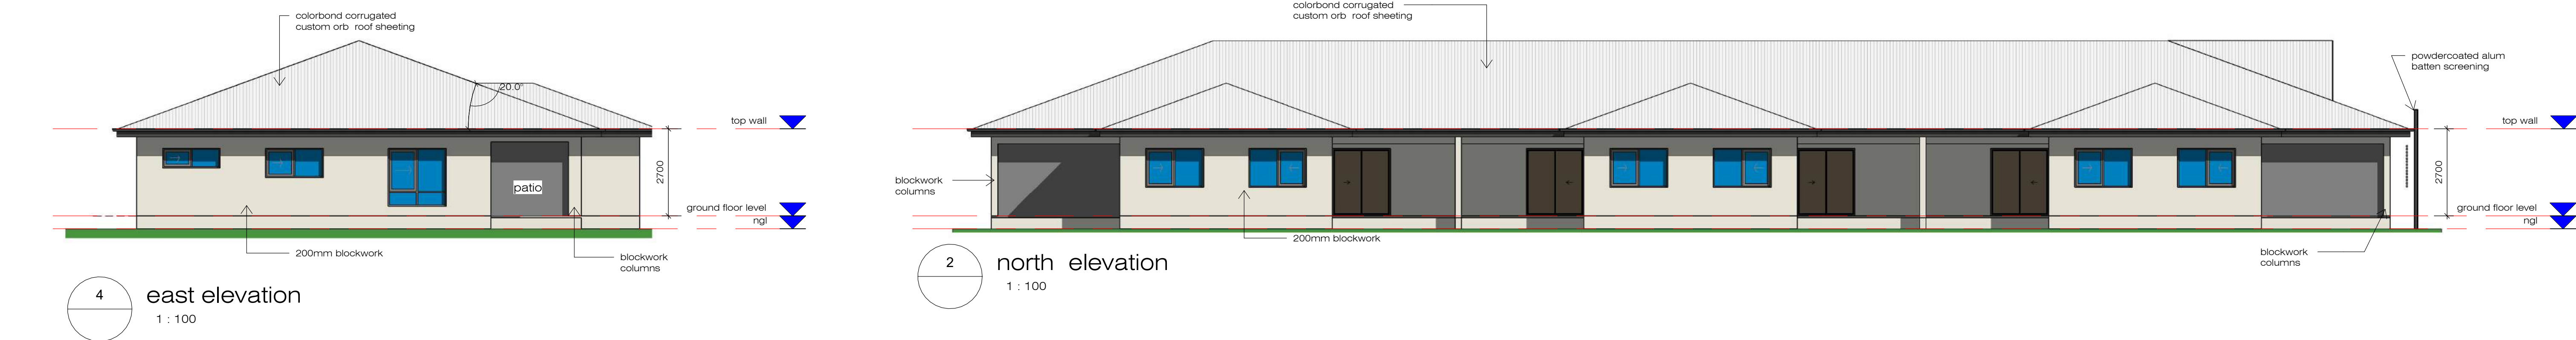 colorbond corrugated
custom orb roof sheeting
20.0°
top wall
2700
patio
ground floor level
ngl
200mm blockwork
blockwork
columns
4
east elevation
1 : 100
colorbond corrugated
custom orb roof sheeting
powdercoated alum
batten screening
top wall
2700
blockwork
columns
ground floor level
ngl
200mm blockwork
blockwork
columns
2
north elevation
1 : 100